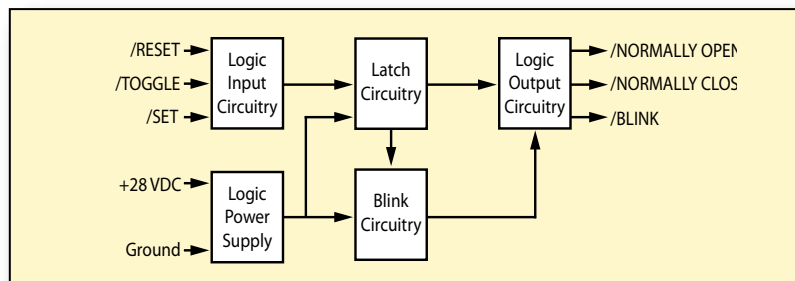 /RESET
/TOGGLE
/SET
Logic
Input
Circuitry
Latch
Circuitry
Logic
Output
Circuitry
/NORMALLY OPEN
/NORMALLY CLOS
/BLINK
+28 VDC
Ground
Logic
Power
Supply
Blink
Circuitry